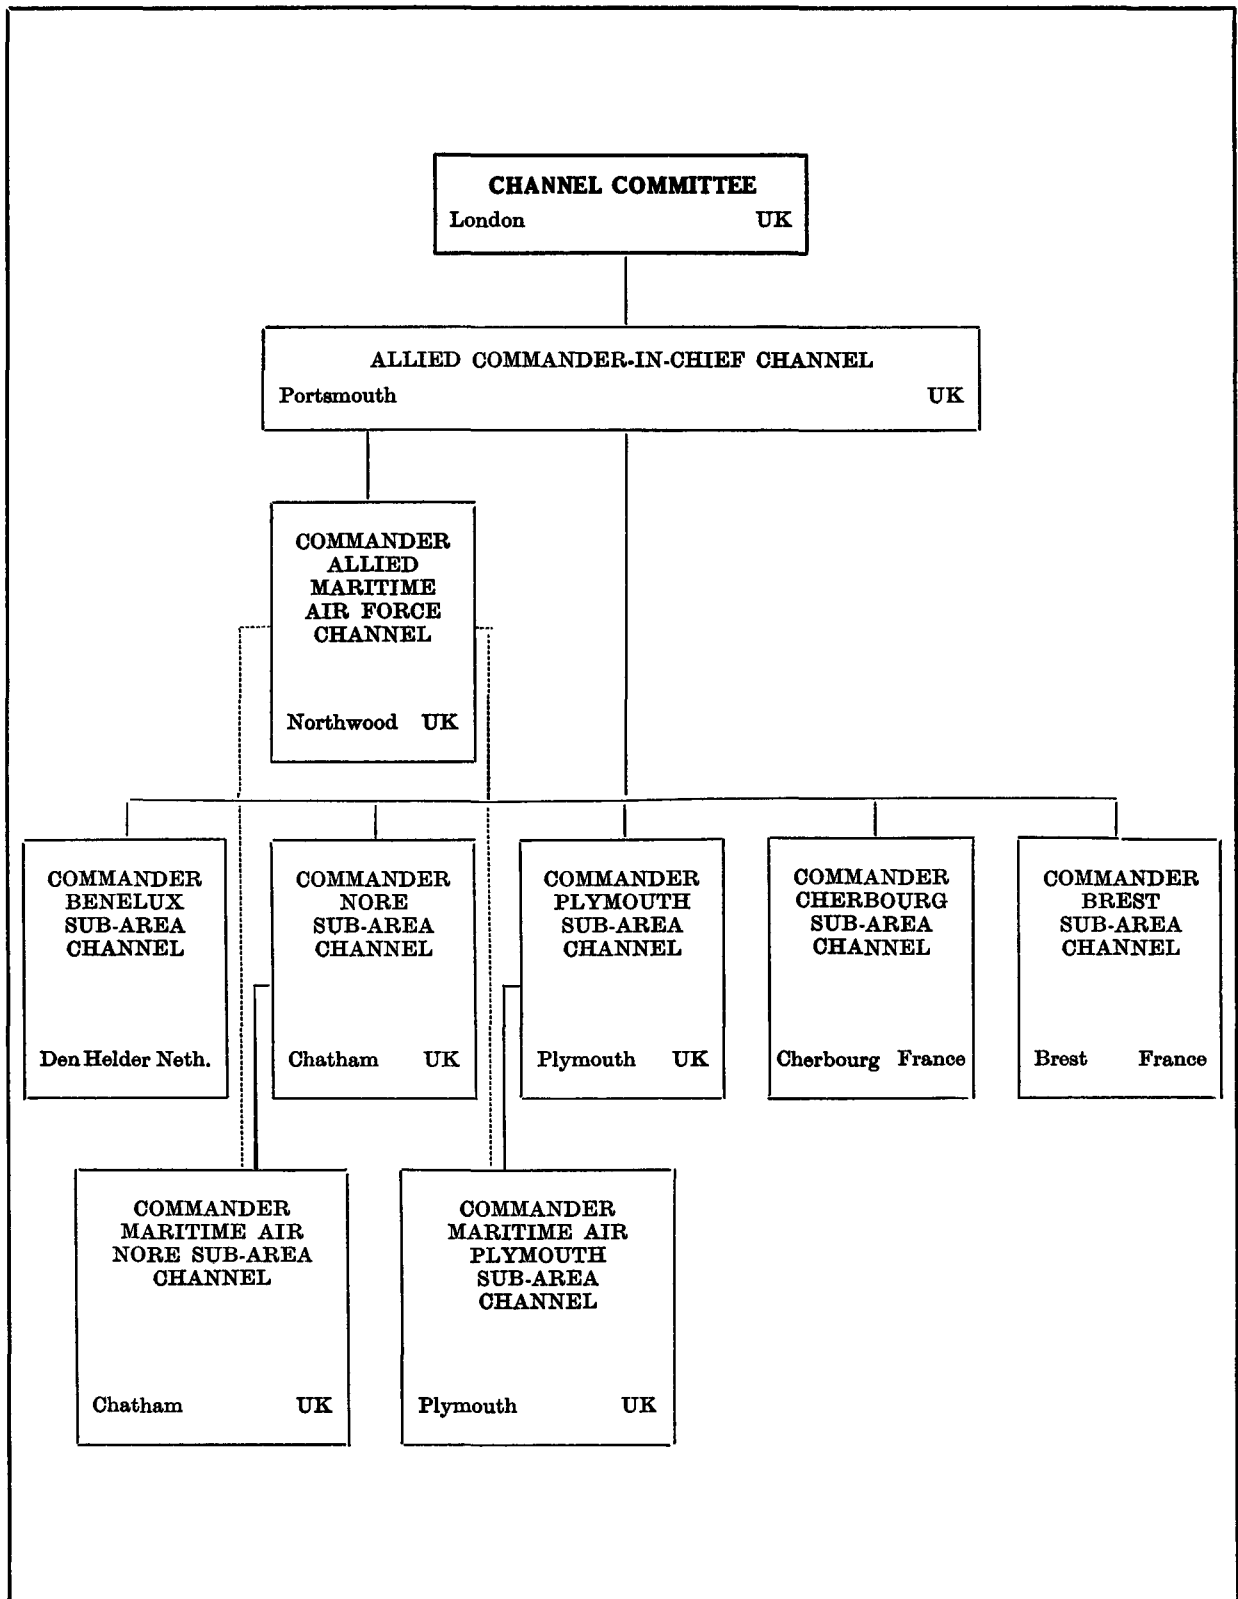 CHANNEL COMMITTEE
London UK
ALLIED COMMANDER-IN-CHIEF CHANNEL
Portsmouth UK
COMMANDER
ALLIED
MARITIME
AIR FORCE
CHANNEL
Northwood UK
COMMANDER
BENELUX
SUB-AREA
CHANNEL
Den Helder Neth.
COMMANDER
NORE
SUB-AREA
CHANNEL
Chatham UK
COMMANDER
PLYMOUTH
SUB-AREA
CHANNEL
Plymouth UK
COMMANDER
CHERBOURG
SUB-AREA
CHANNEL
Cherbourg France
COMMANDER
BREST
SUB-AREA
CHANNEL
Brest France
COMMANDER
MARITIME AIR
NORE SUB-AREA
CHANNEL
Chatham UK
COMMANDER
MARITIME AIR
PLYMOUTH
SUB-AREA
CHANNEL
Plymouth UK